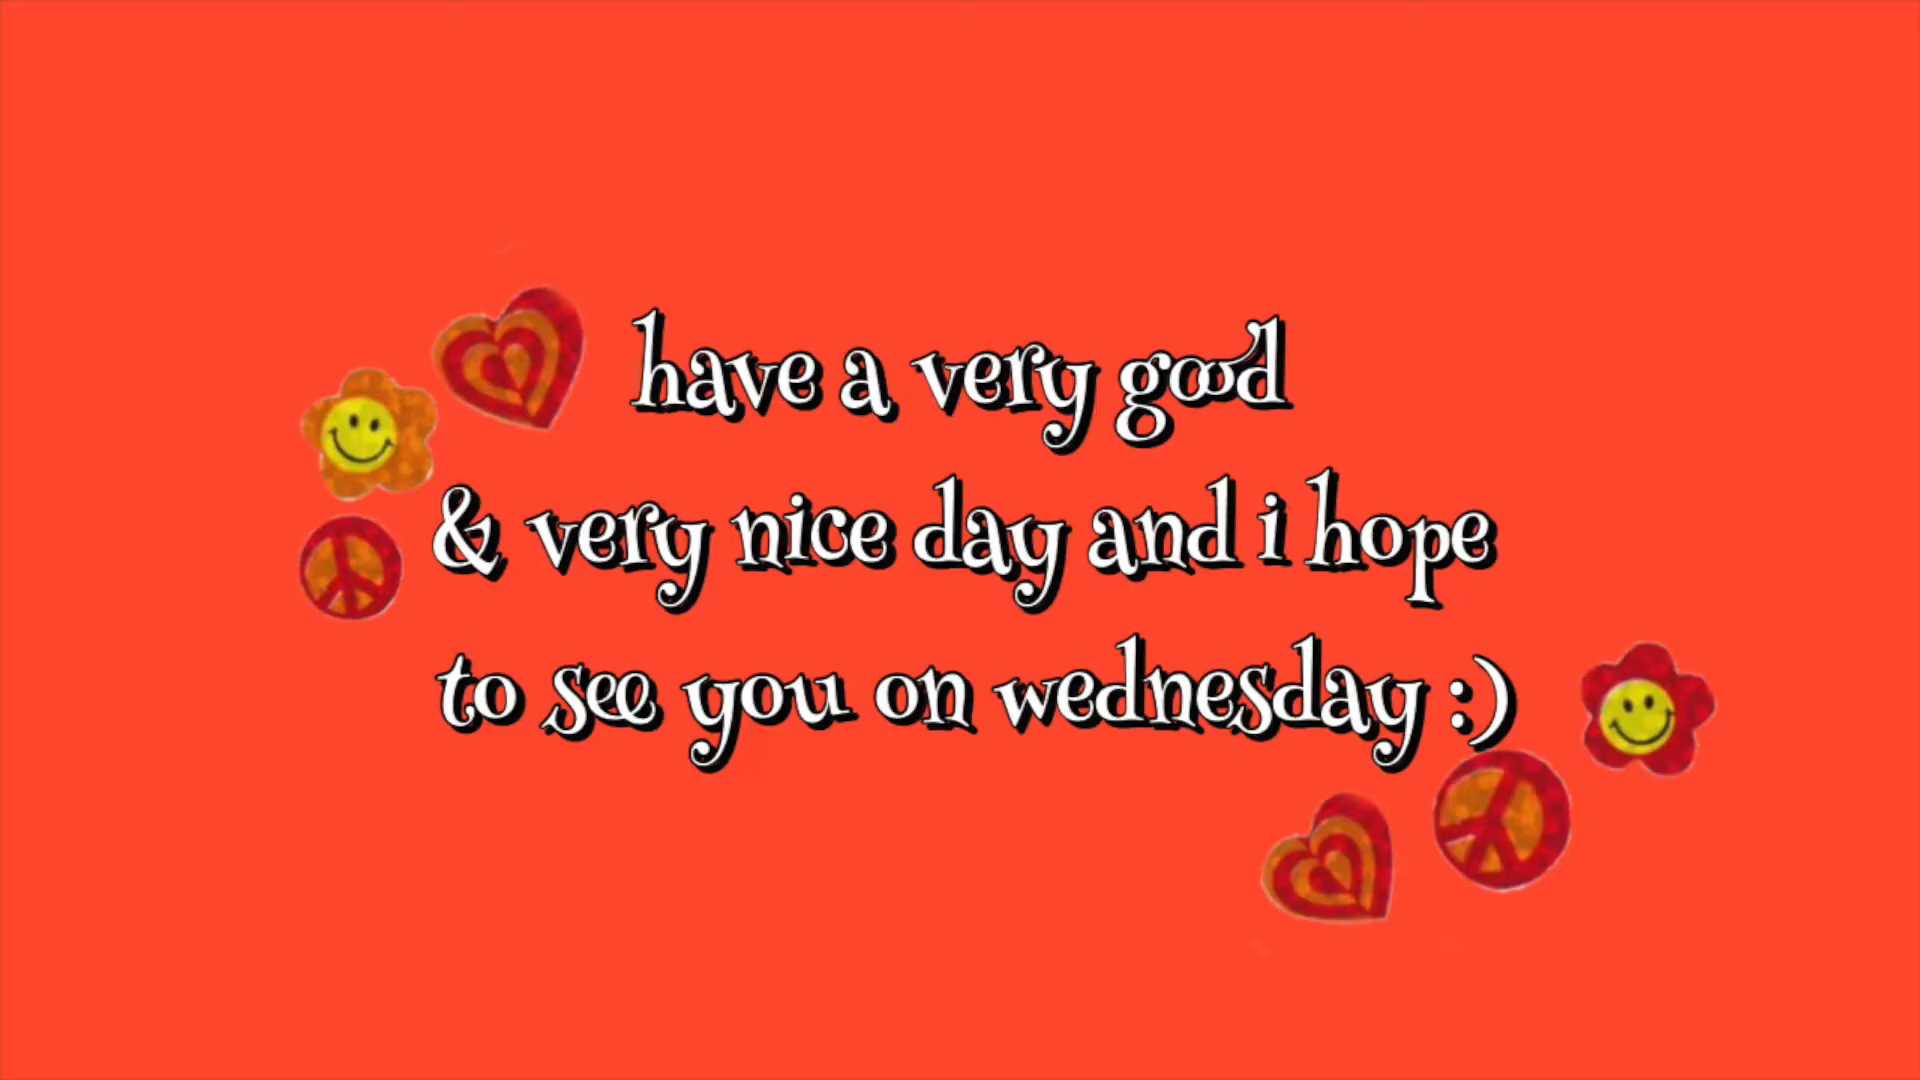 have a very good
& very nice day and i hope
to see you on wednesday :)